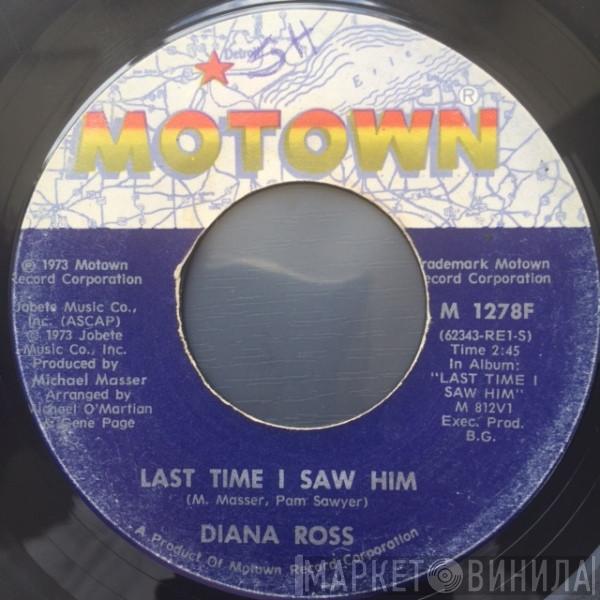 Detroit
SH
Erie
MOTOWN®
℗ 1973 Motown
Record Corporation
Jobete Music Co.,
Inc. (ASCAP)
℗ 1973 Jobete
Music Co., Inc.
Produced by
Michael Masser
Arranged by
Michael O'Martian
& Gene Page
Trademark Motown
Record Corporation
M 1278F
(62343-RE1-S)
Time 2:45
In Album:
"LAST TIME I
SAW HIM"
M 812V1
Exec. Prod.
B.G.
LAST TIME I SAW HIM
(M. Masser, Pam Sawyer)
DIANA ROSS
A Product Of Motown Record Corporation
МАРКЕТ ВИНИЛА